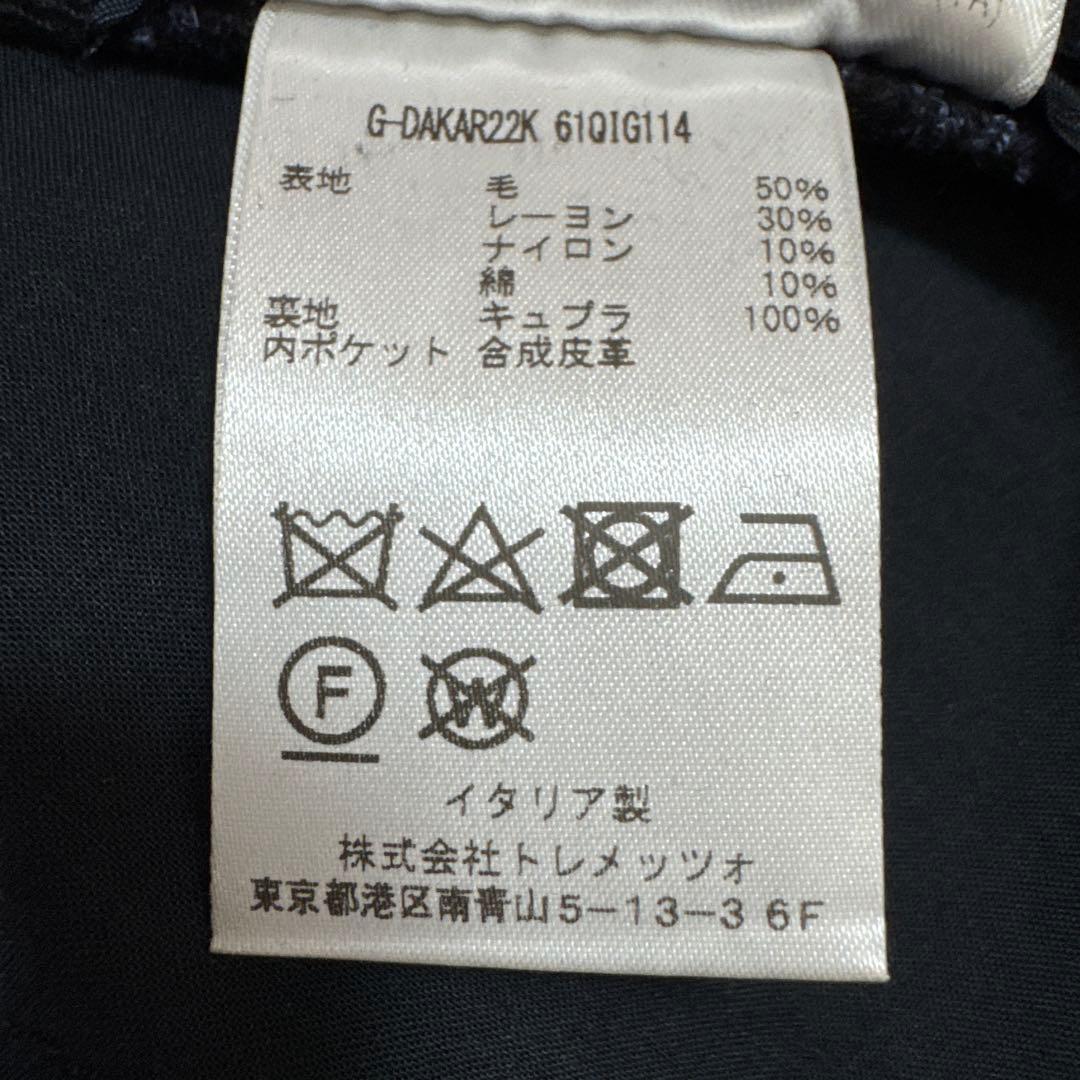 G-DAKAR22K 61QIG114
表地 毛 50%
レーヨン 30%
ナイロン 10%
綿 10%
裏地 キュプラ 100%
内ポケット 合成皮革
F W
イタリア製
株式会社トレメッツォ
東京都港区南青山5-13-3 6F